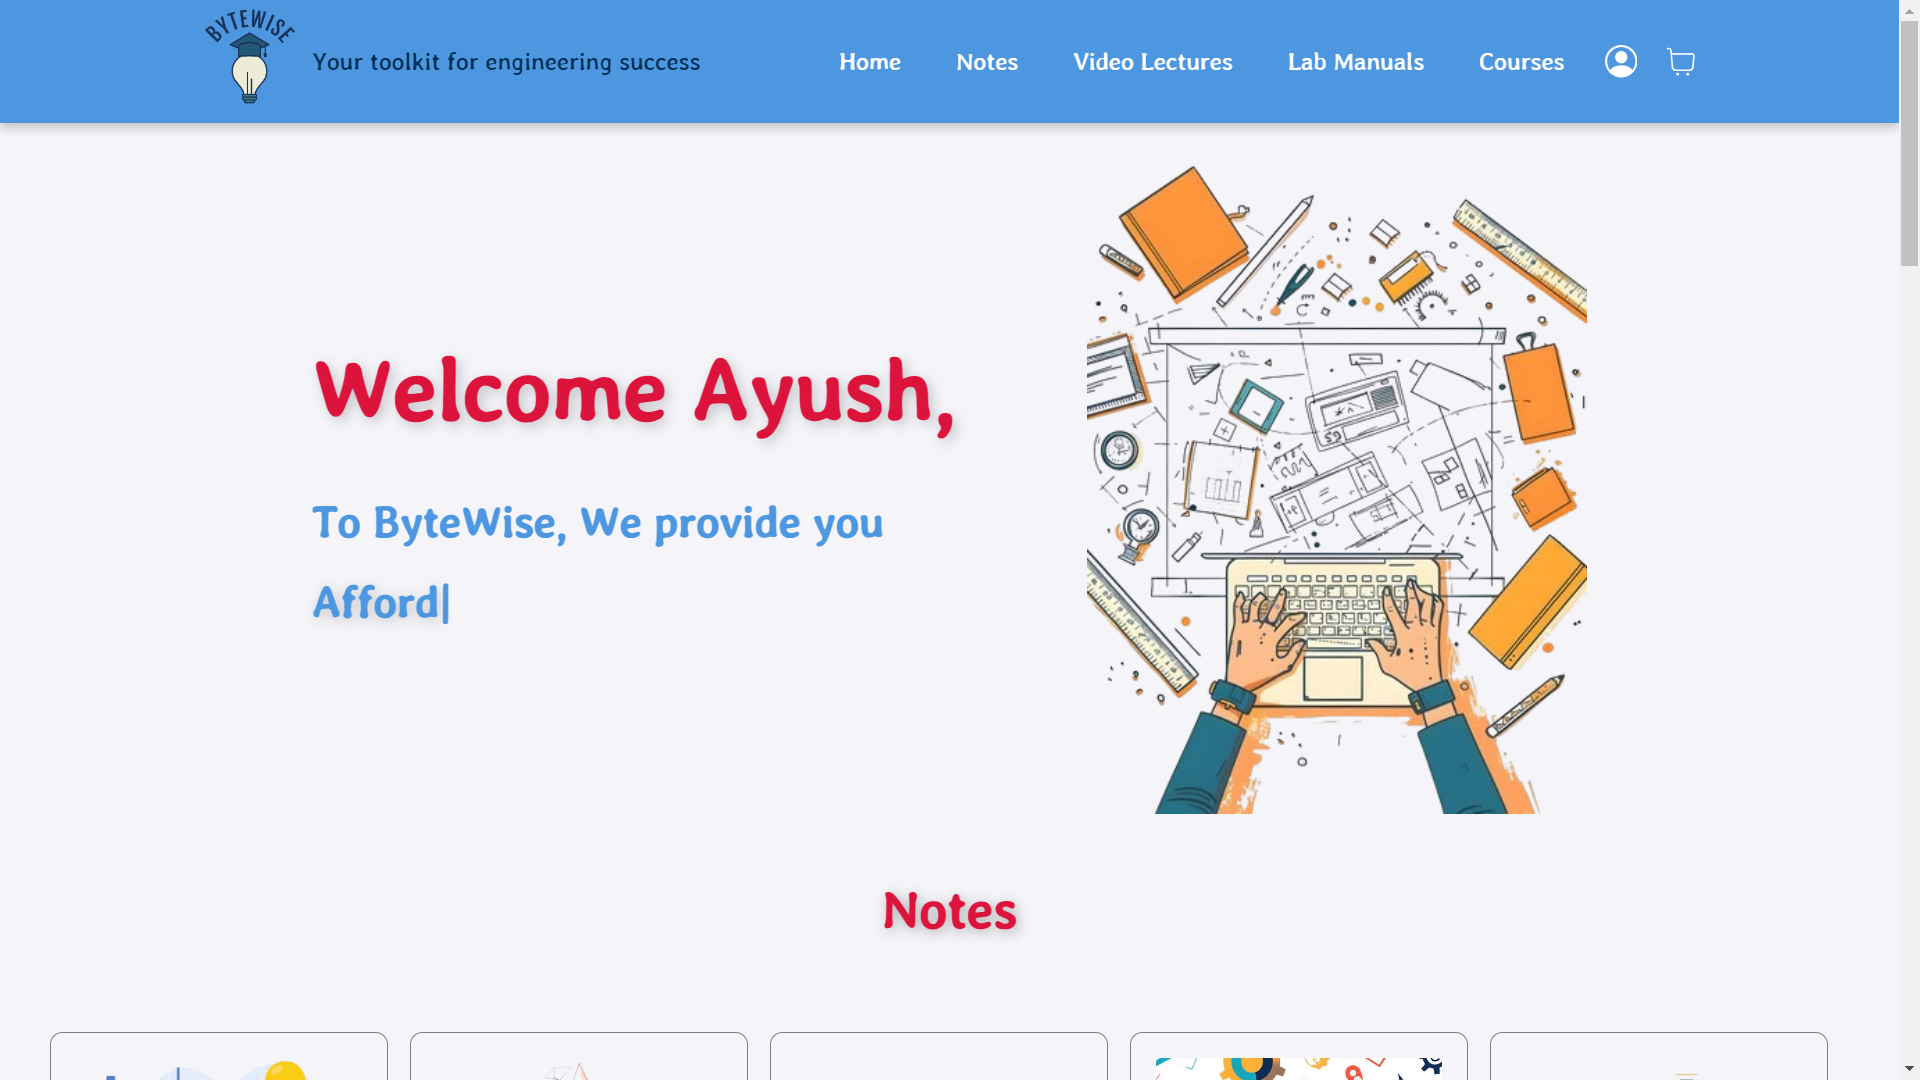 BYTEWISE
Your toolkit for engineering success
Home
Notes
Video Lectures
Lab Manuals
Courses
Welcome Ayush,
To ByteWise, We provide you
Afford|
Notes